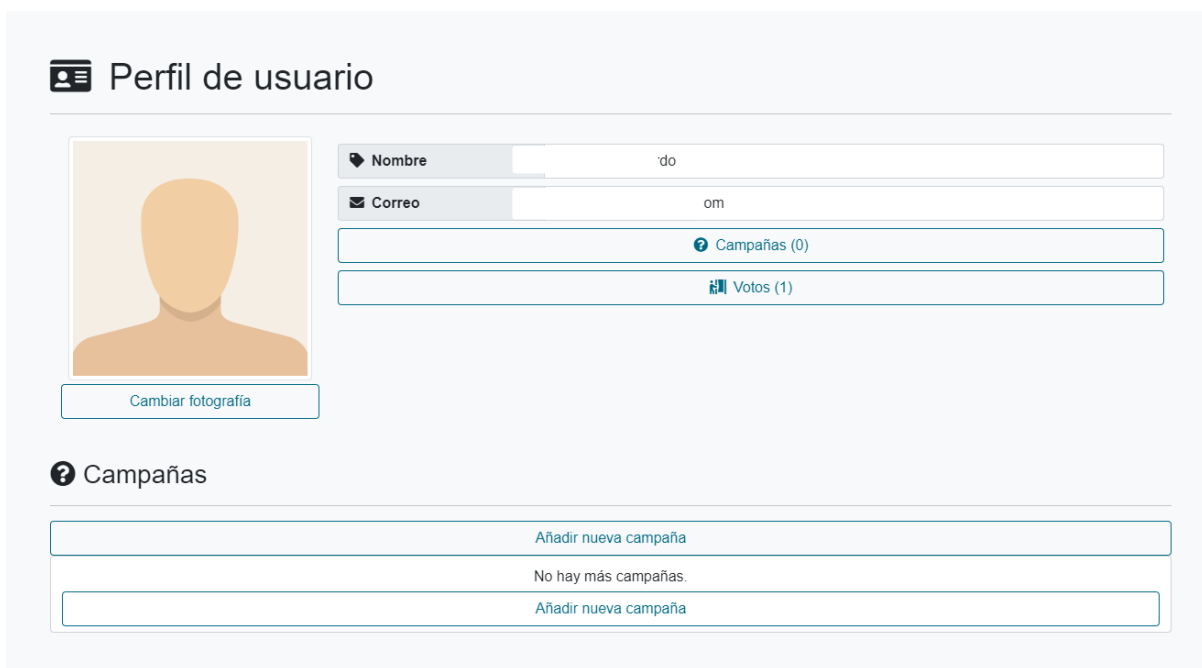 Perfil de usuario
Nombre
rdo
Correo
om
Campañas (0)
Votos (1)
Cambiar fotografía
Campañas
Añadir nueva campaña
No hay más campañas.
Añadir nueva campaña